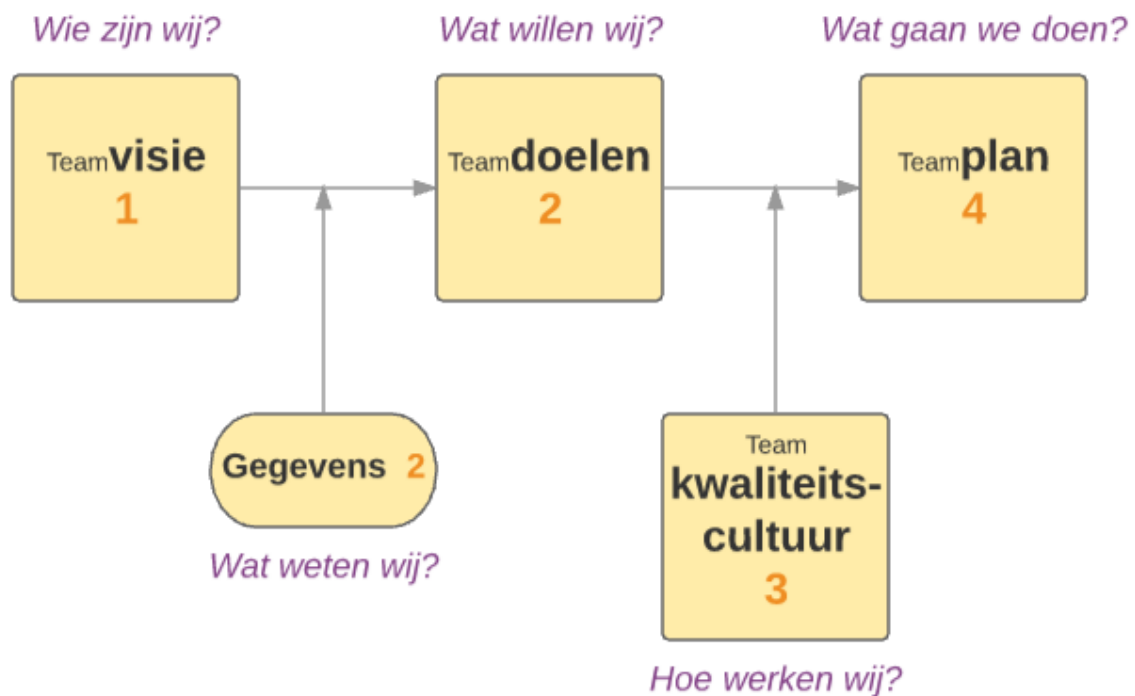 Wie zijn wij?
Wat willen wij?
Wat gaan we doen?
Teamvisie
1
Teamdoelen
2
Teamplan
4
Gegevens 2
Wat weten wij?
Team
kwaliteits-
cultuur
3
Hoe werken wij?